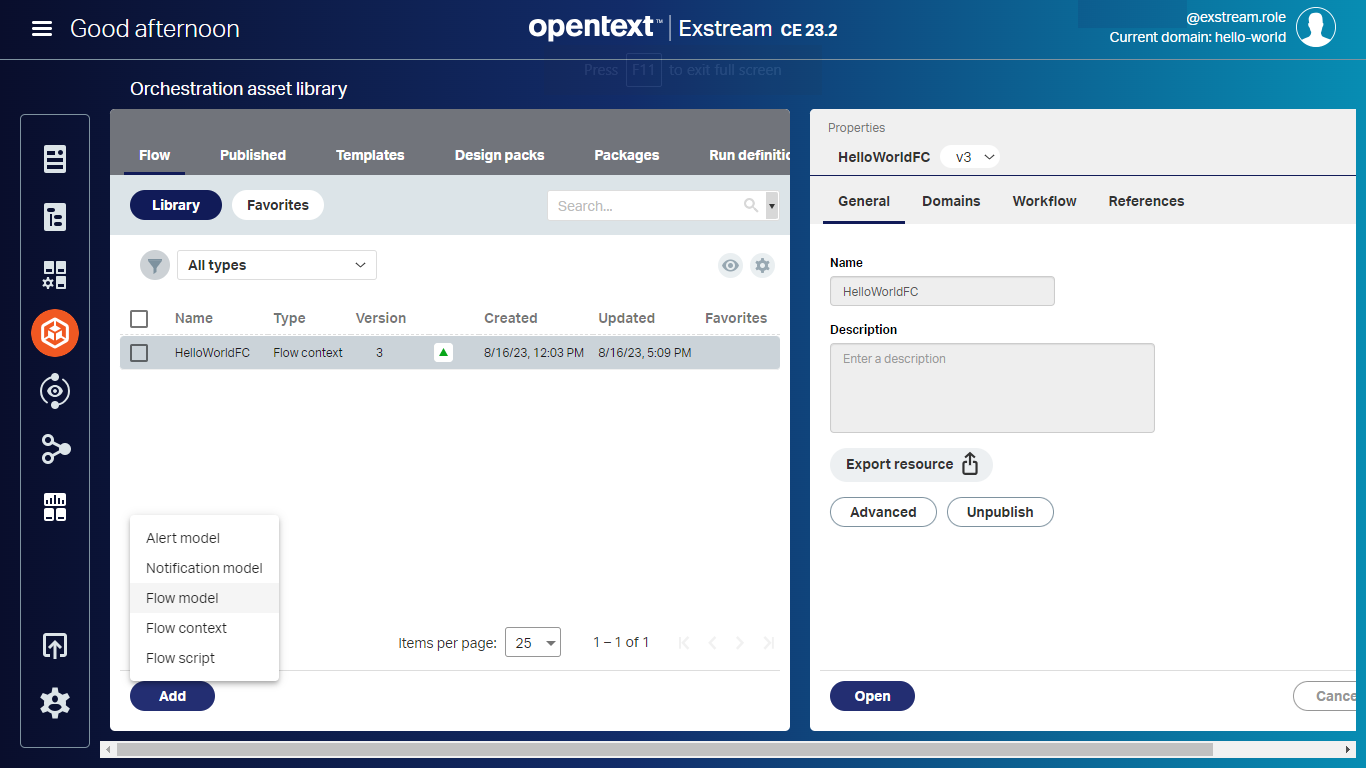 Good afternoon
opentext™ | Exstream CE 23.2
@exstream.role
Current domain: hello-world
Press F11 to exit full screen
Orchestration asset library
Flow Published Templates Design packs Packages Run definitio
Library Favorites Search...
All types
Name Type Version Created Updated Favorites
HelloWorldFC Flow context 3 8/16/23, 12:03 PM 8/16/23, 5:09 PM
Alert model
Notification model
Flow model
Flow context
Flow script
Items per page: 25 1 – 1 of 1
Add
Properties
HelloWorldFC v3
General Domains Workflow References
Name
HelloWorldFC
Description
Enter a description
Export resource
Advanced Unpublish
Open Cance